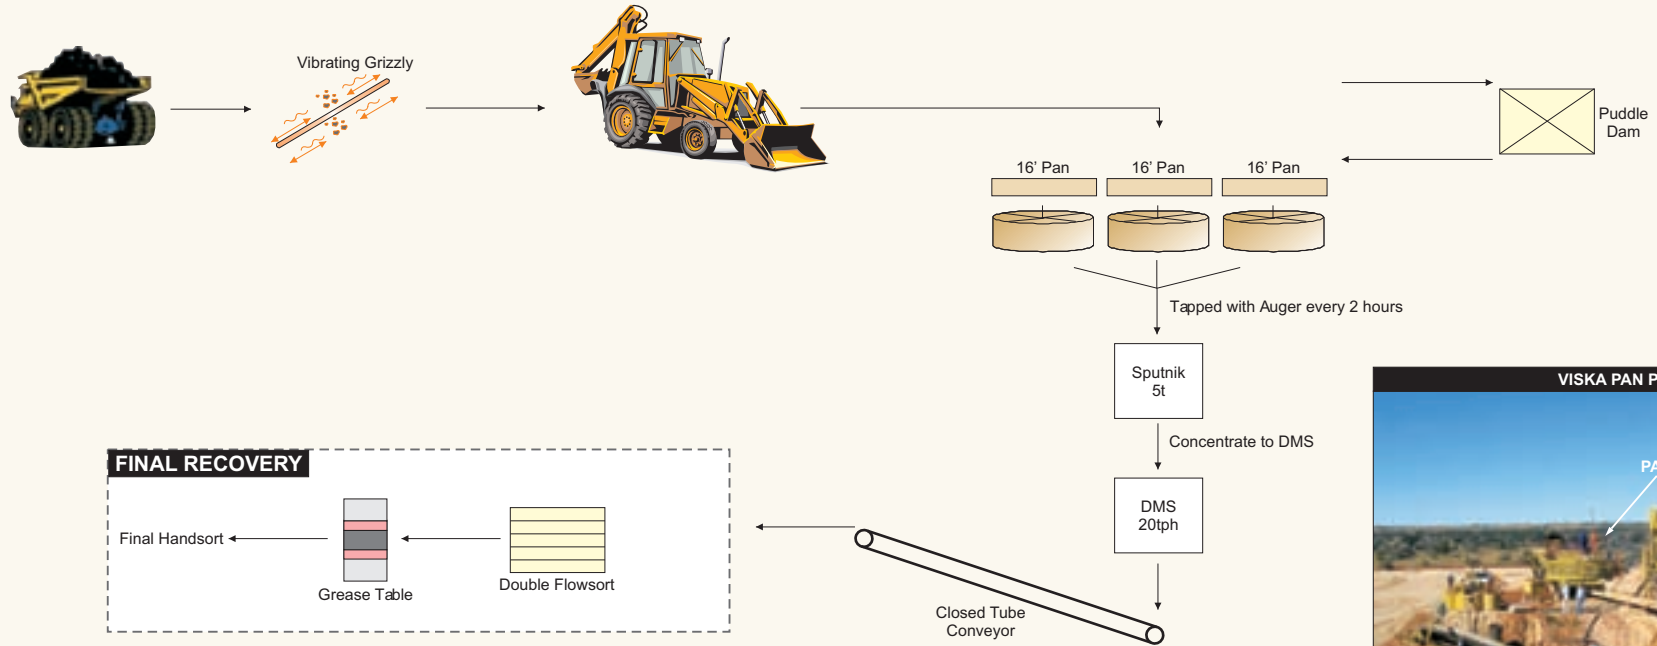 Vibrating Grizzly
Puddle
Dam
16' Pan
16' Pan
16' Pan
Tapped with Auger every 2 hours
Sputnik
5t
Concentrate to DMS
DMS
20tph
Closed Tube
Conveyor
FINAL RECOVERY
Final Handsort
Grease Table
Double Flowsort
VISKA PAN P
PA